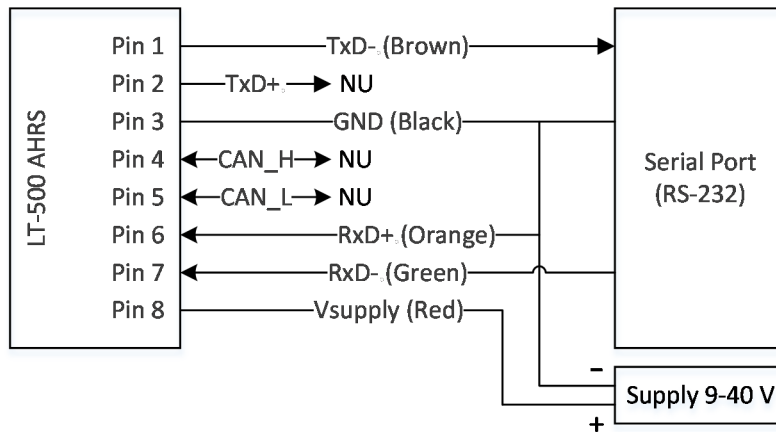 LT-500 AHRS
Pin 1 TxD- (Brown)
Pin 2 TxD+ NU
Pin 3 GND (Black)
Pin 4 CAN_H NU
Pin 5 CAN_L NU
Pin 6 RxD+ (Orange)
Pin 7 RxD- (Green)
Pin 8 Vsupply (Red)
Serial Port
(RS-232)
-
Supply 9-40 V
+